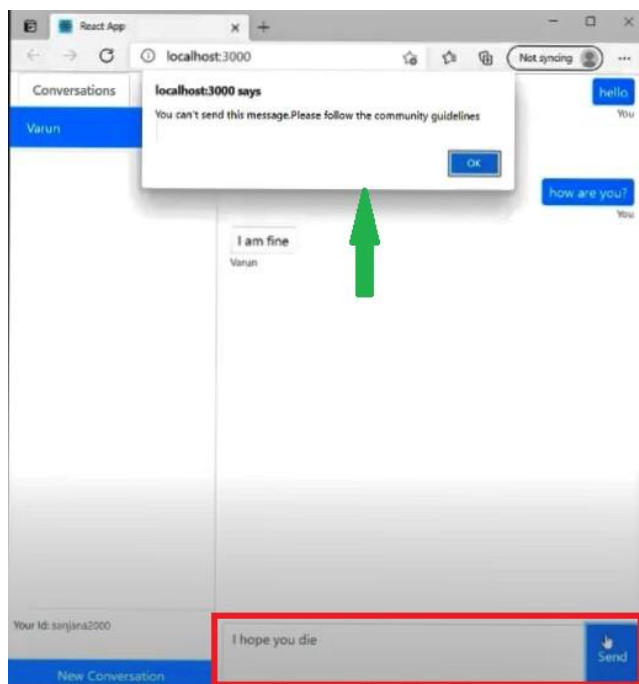 React App
localhost:3000
Not syncing
Conversations
localhost:3000 says
You can't send this message.Please follow the community guidelines
OK
Varun
hello
You
how are you?
You
I am fine
Varun
Your Id: sanjana2000
I hope you die
Send
New Conversation